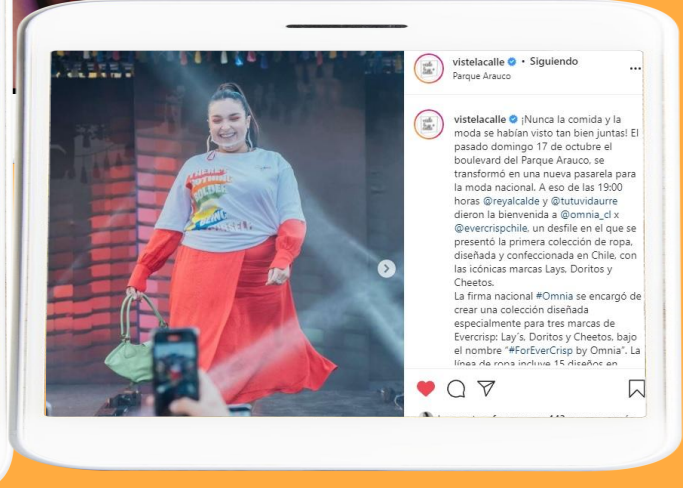 vistelacalle • Siguiendo
Parque Arauco
vistelacalle ¡Nunca la comida y la
moda se habían visto tan bien juntas! El
pasado domingo 17 de octubre el
boulevard del Parque Arauco, se
transformó en una nueva pasarela para
la moda nacional. A eso de las 19:00
horas @reyalcalde y @tutuvidaurre
dieron la bienvenida a @omnia_cl x
@evercrispchile, un desfile en el que se
presentó la primera colección de ropa,
diseñada y confeccionada en Chile, con
las icónicas marcas Lays, Doritos y
Cheetos.
La firma nacional #Omnia se encargó de
crear una colección diseñada
especialmente para tres marcas de
Evercrisp: Lay´s, Doritos y Cheetos, bajo
el nombre "#ForEverCrisp by Omnia". La
línea de ropa incluye 15 diseños en
THERE'S
NOTHING
BOLDER
BEING